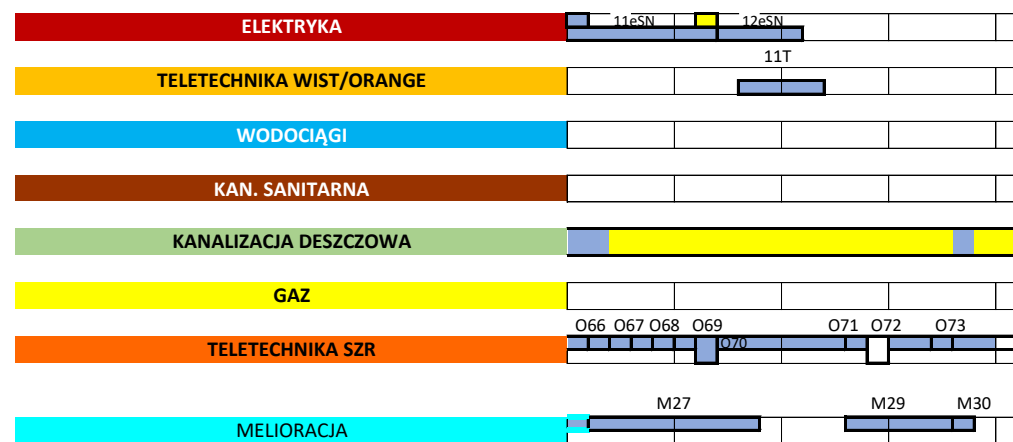 ELEKTRYKA 11eSN 12eSN
11T
TELETECHNIKA WIST/ORANGE
WODOCIĄGI
KAN. SANITARNA
KANALIZACJA DESZCZOWA
GAZ
O66 O67 O68 O69 O71 O72 O73
TELETECHNIKA SZR O70
M27 M29 M30
MELIORACJA